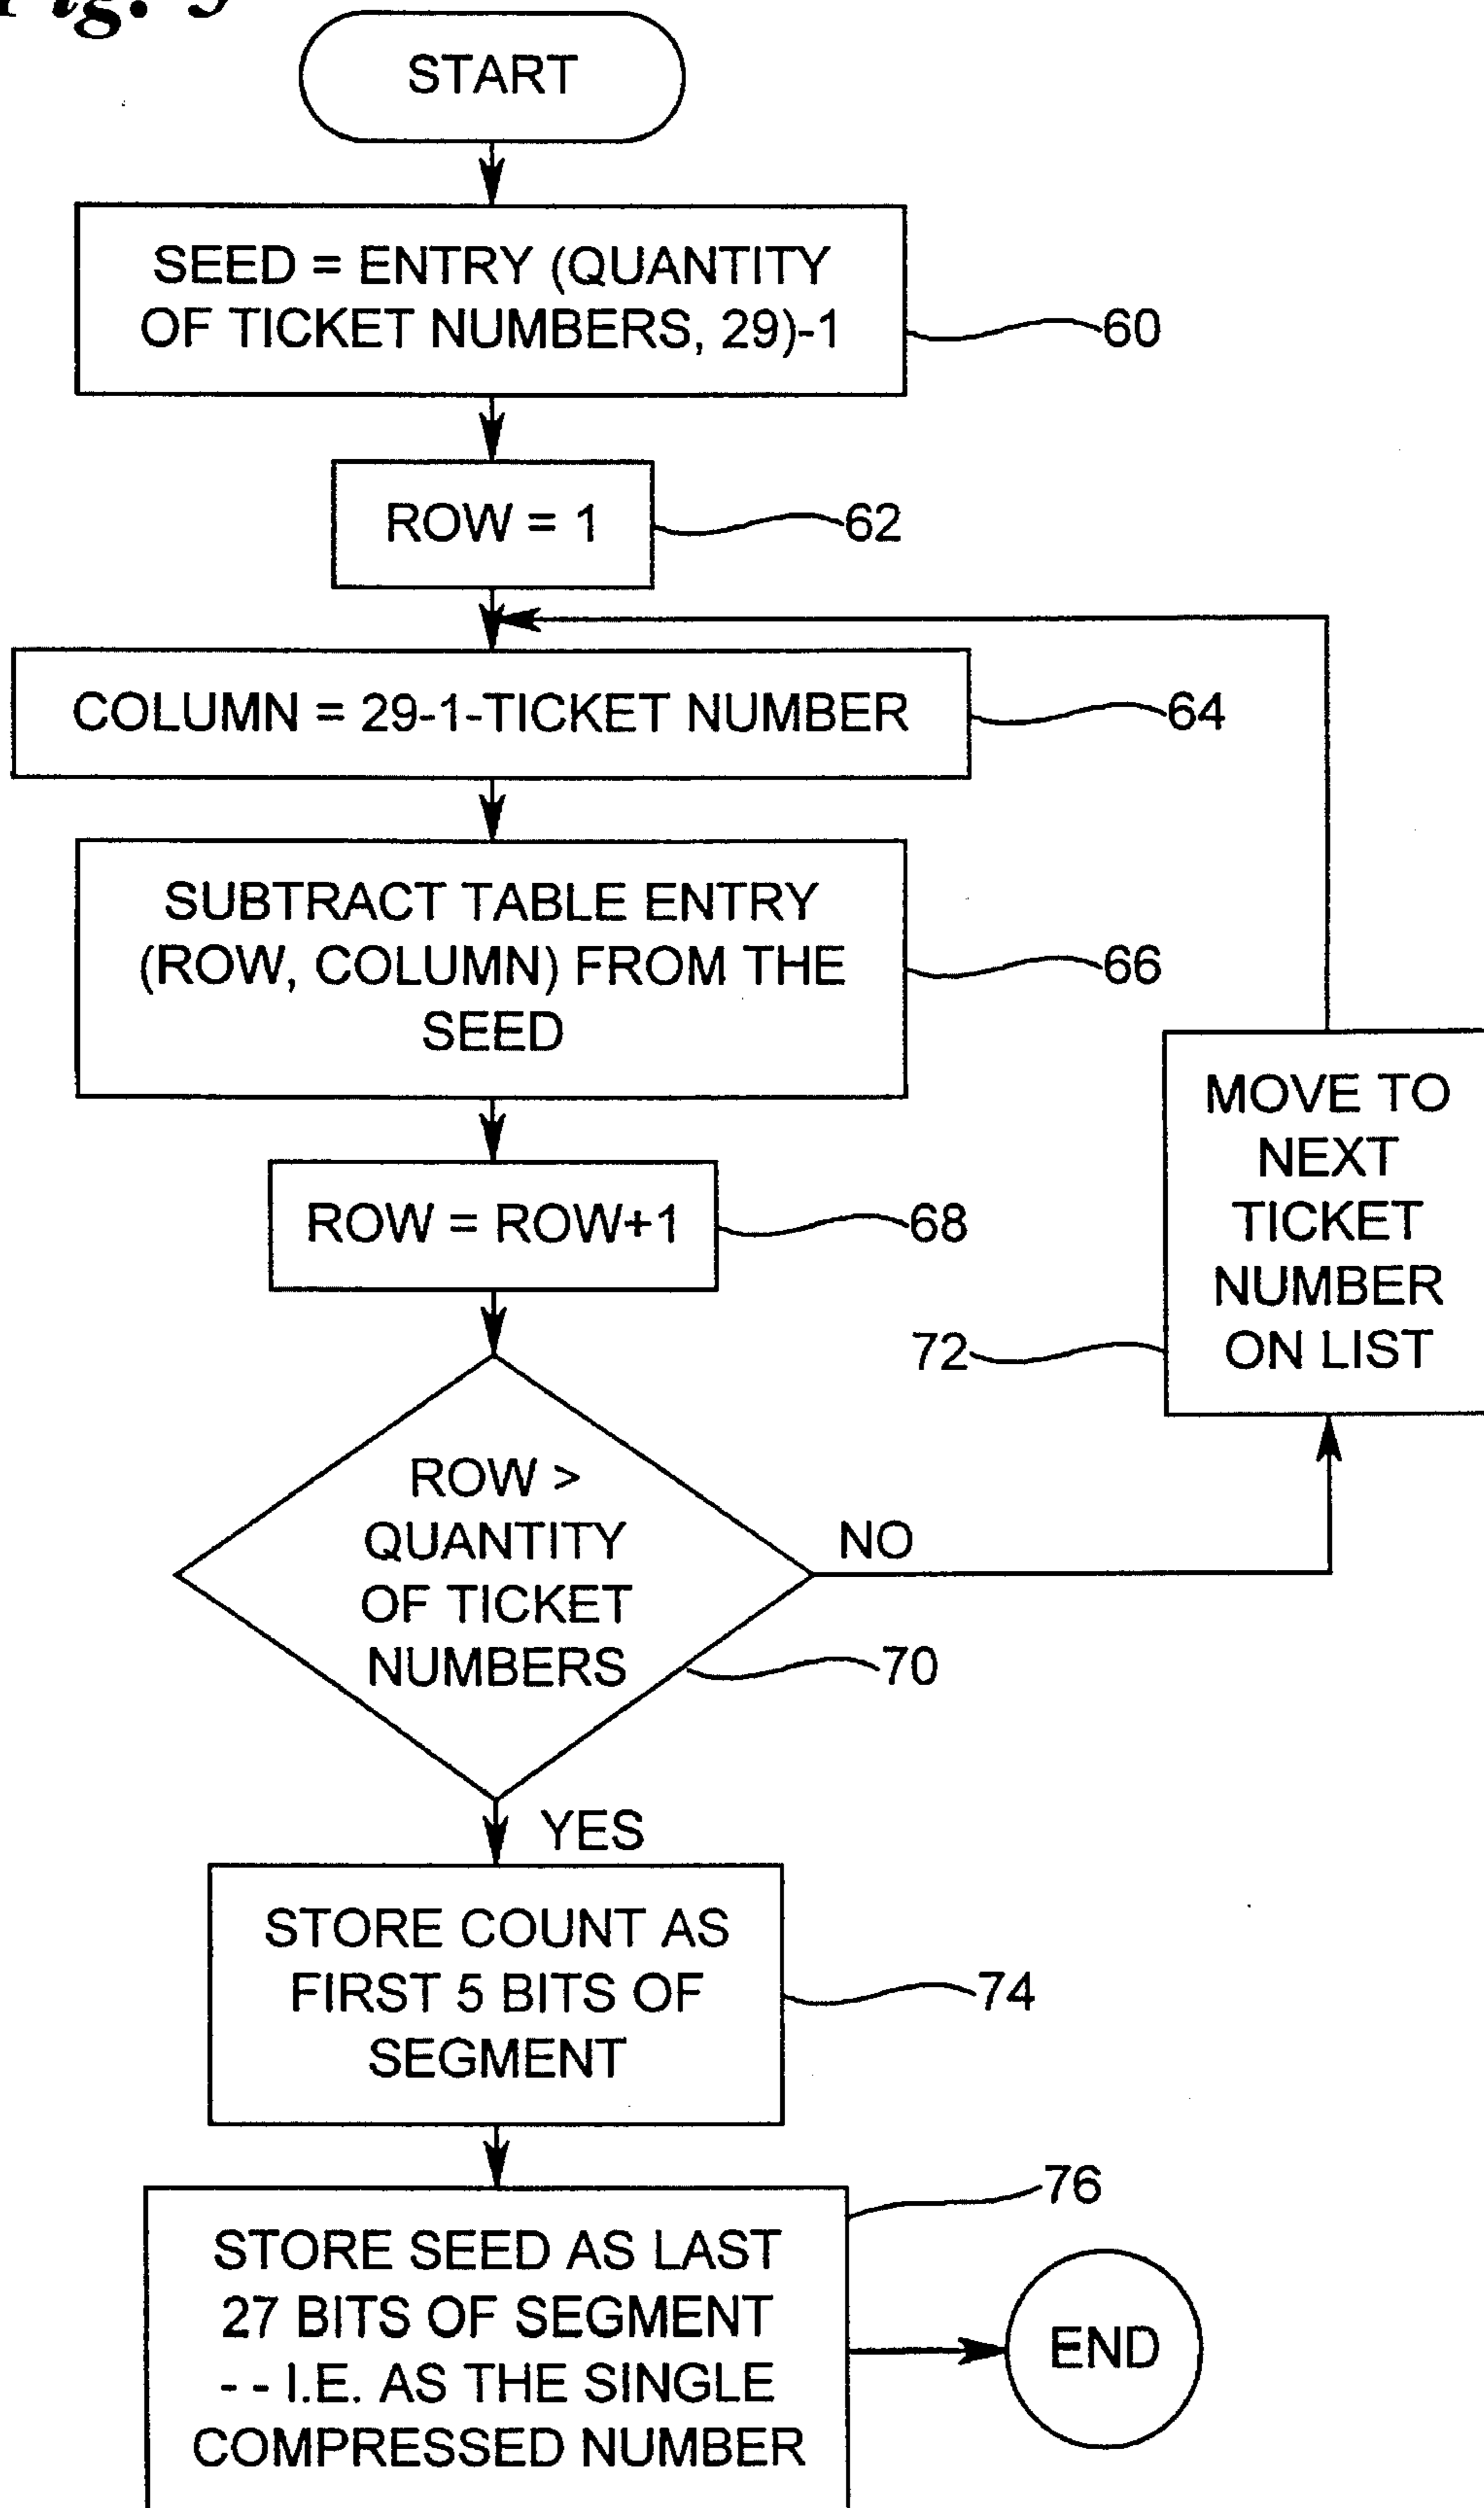 START
SEED = ENTRY (QUANTITY
OF TICKET NUMBERS, 29)-1
60
ROW = 1
62
COLUMN = 29-1-TICKET NUMBER
64
SUBTRACT TABLE ENTRY
(ROW, COLUMN) FROM THE
SEED
66
ROW = ROW+1
68
MOVE TO
NEXT
TICKET
NUMBER
ON LIST
72
ROW >
QUANTITY
OF TICKET
NUMBERS
NO
70
YES
STORE COUNT AS
FIRST 5 BITS OF
SEGMENT
74
STORE SEED AS LAST
27 BITS OF SEGMENT
- - I.E. AS THE SINGLE
COMPRESSED NUMBER
76
END